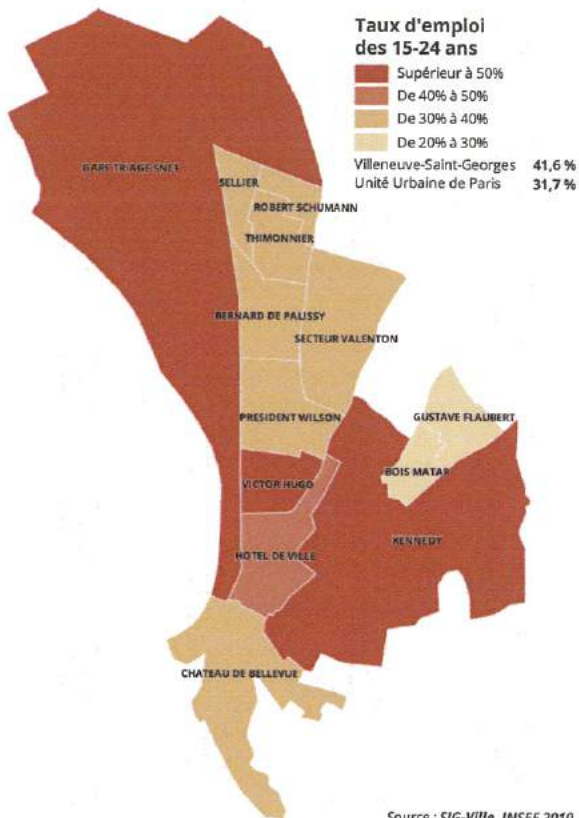 Taux d'emploi
des 15-24 ans
Supérieur à 50%
De 40% à 50%
De 30% à 40%
De 20% à 30%
Villeneuve-Saint-Georges 41,6 %
Unité Urbaine de Paris 31,7 %
GARE TRIAGE SNCF
SELLIER
ROBERT SCHUMANN
THIMONNIER
BERNARD DE PALISSY
SECTEUR VALENTON
PRESIDENT WILSON
GUSTAVE FLAUBERT
BOIS MATAR
VICTOR HUGO
KENNEDY
HOTEL DE VILLE
CHATEAU DE BELLEVUE
Source : SIG-Ville, INSEE 2019